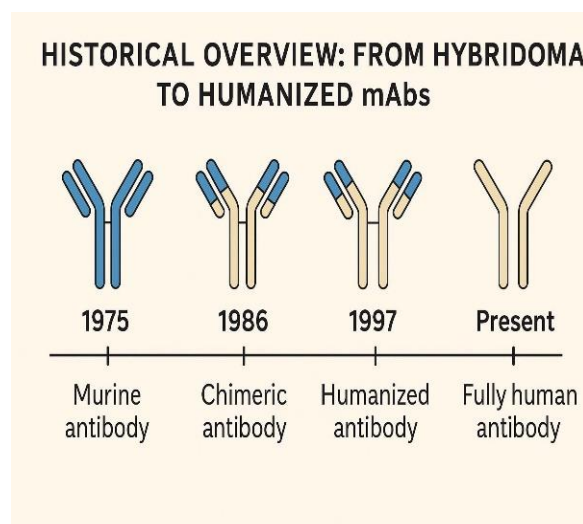 HISTORICAL OVERVIEW: FROM HYBRIDOMA
TO HUMANIZED mAbs
1975 1986 1997 Present
Murine Chimeric Humanized Fully human
antibody antibody antibody antibody